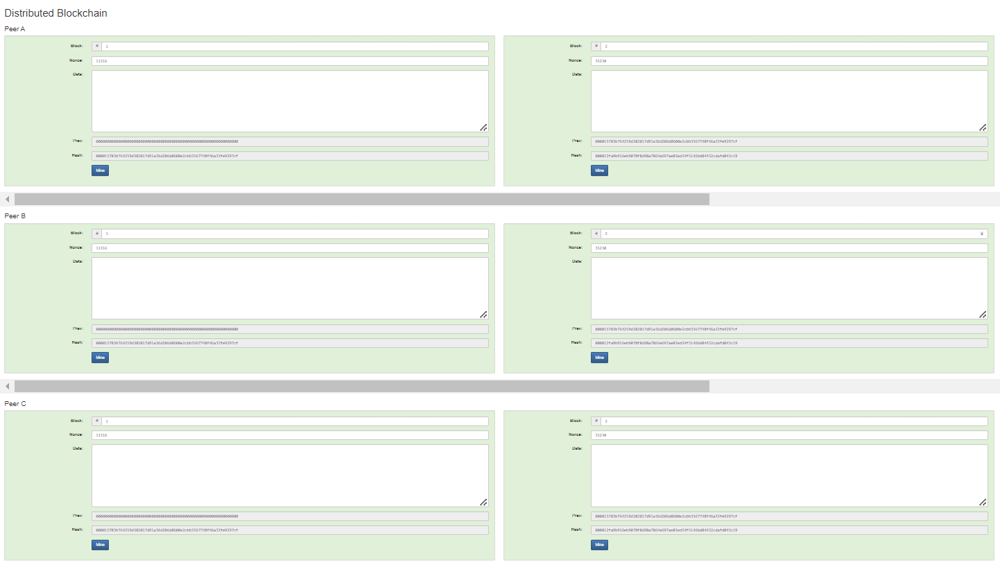 Distributed Blockchain
Peer A
Block: # 1
Nonce: 11316
Data:
Prev: 0000000000000000000000000000000000000000000000000000000000000000
Hash: 000015783b764259d382017d91a36d206d0600e2cbb3567748f46a33fe9297cf
Mine
Block: # 2
Nonce: 35230
Data:
Prev: 000015783b764259d382017d91a36d206d0600e2cbb3567748f46a33fe9297cf
Hash: 000012fa9b916eb9078f8d98a7864e697ae83ed54f5146bd84452cdafd043c19
Mine
Peer B
Block: # 1
Nonce: 11316
Data:
Prev: 0000000000000000000000000000000000000000000000000000000000000000
Hash: 000015783b764259d382017d91a36d206d0600e2cbb3567748f46a33fe9297cf
Mine
Block: # 2
Nonce: 35230
Data:
Prev: 000015783b764259d382017d91a36d206d0600e2cbb3567748f46a33fe9297cf
Hash: 000012fa9b916eb9078f8d98a7864e697ae83ed54f5146bd84452cdafd043c19
Mine
Peer C
Block: # 1
Nonce: 11316
Data:
Prev: 0000000000000000000000000000000000000000000000000000000000000000
Hash: 000015783b764259d382017d91a36d206d0600e2cbb3567748f46a33fe9297cf
Mine
Block: # 2
Nonce: 35230
Data:
Prev: 000015783b764259d382017d91a36d206d0600e2cbb3567748f46a33fe9297cf
Hash: 000012fa9b916eb9078f8d98a7864e697ae83ed54f5146bd84452cdafd043c19
Mine